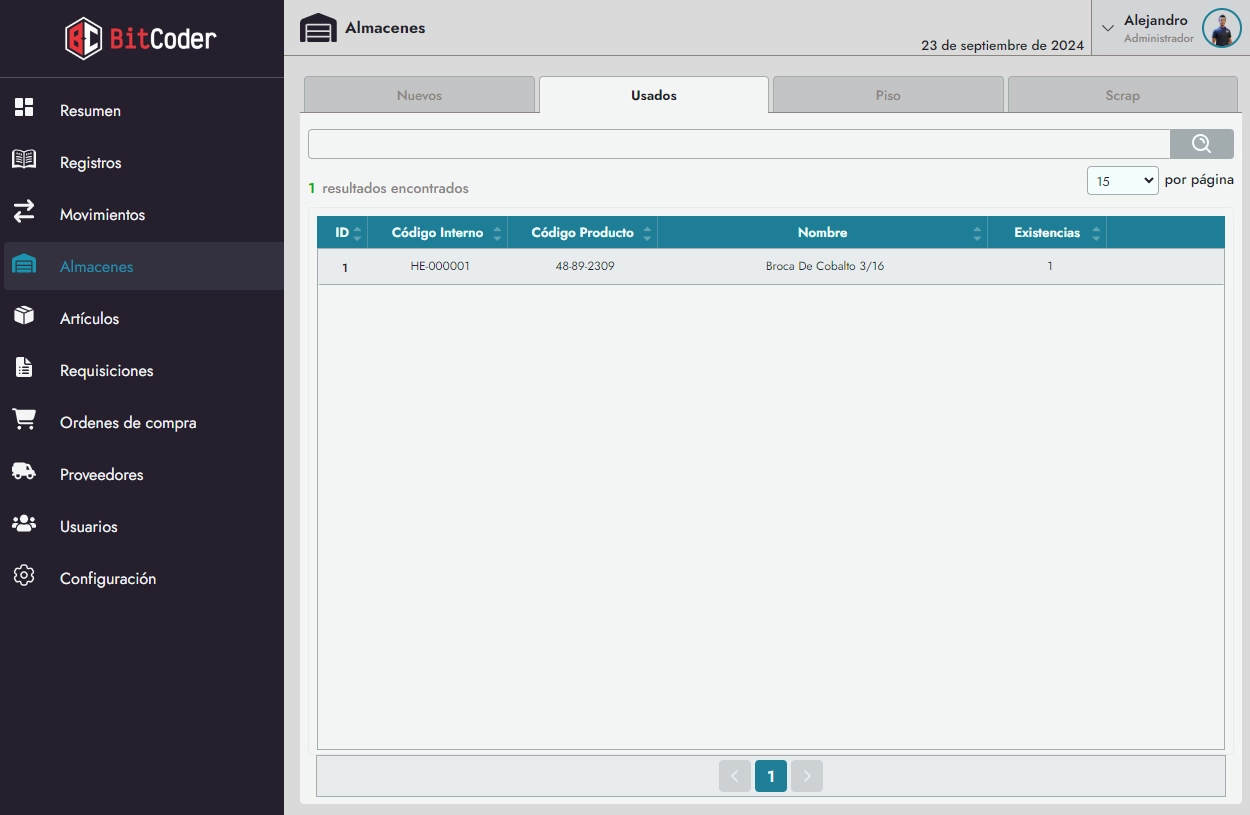 BitCoder
Almacenes
23 de septiembre de 2024
Alejandro
Administrador
Resumen
Registros
Movimientos
Almacenes
Artículos
Requisiciones
Ordenes de compra
Proveedores
Usuarios
Configuración
Nuevos
Usados
Piso
Scrap
1 resultados encontrados
15 por página
ID Código Interno Código Producto Nombre Existencias
1 HE-000001 48-89-2309 Broca De Cobalto 3/16 1
1